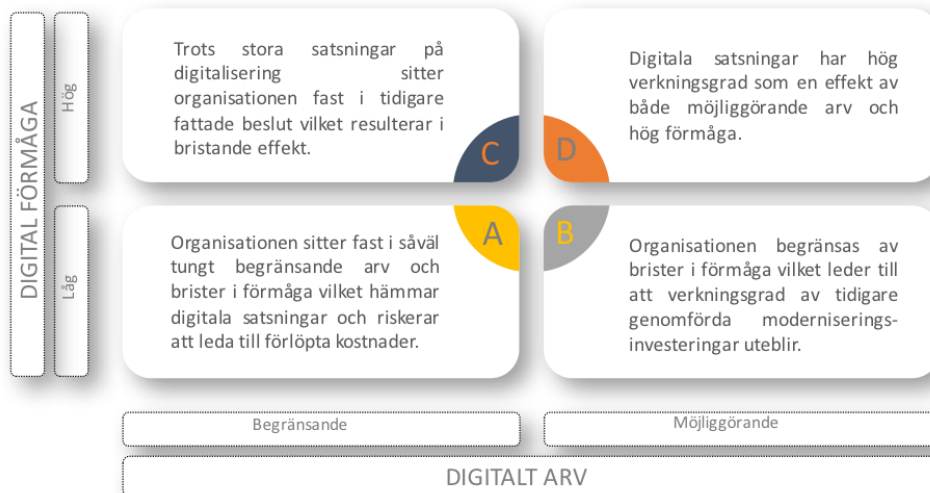 DIGITAL FÖRMÅGA
Hög
Låg
Trots stora satsningar på
digitalisering sitter
organisationen fast i tidigare
fattade beslut vilket resulterar i
bristande effekt.
C
Digitala satsningar har hög
verkningsgrad som en effekt av
både möjliggörande arv och
hög förmåga.
D
Organisationen sitter fast i såväl
tungt begränsande arv och
brister i förmåga vilket hämmar
digitala satsningar och riskerar
att leda till förlöpta kostnader.
A
Organisationen begränsas av
brister i förmåga vilket leder till
att verkningsgrad av tidigare
genomförda moderniserings-
investeringar uteblir.
B
Begränsande
Möjliggörande
DIGITALT ARV